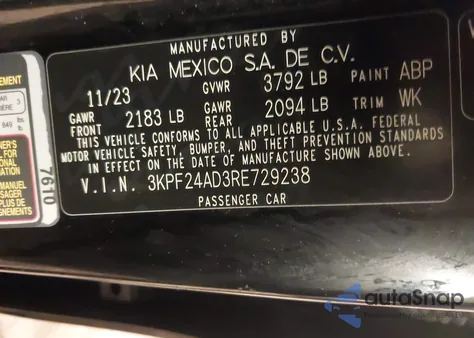 MANUFACTURED BY
KIA MEXICO S.A. DE C.V.
11/23 GVWR 3792 LB PAINT ABP
GAWR FRONT 2183 LB GAWR REAR 2094 LB TRIM WK
THIS VEHICLE CONFORMS TO ALL APPLICABLE U.S.A. FEDERAL
MOTOR VEHICLE SAFETY, BUMPER, AND THEFT PREVENTION STANDARDS
IN EFFECT ON THE DATE OF MANUFACTURE SHOWN ABOVE.
V.I.N. 3KPF24AD3RE729238
PASSENGER CAR
7610
autoSnap